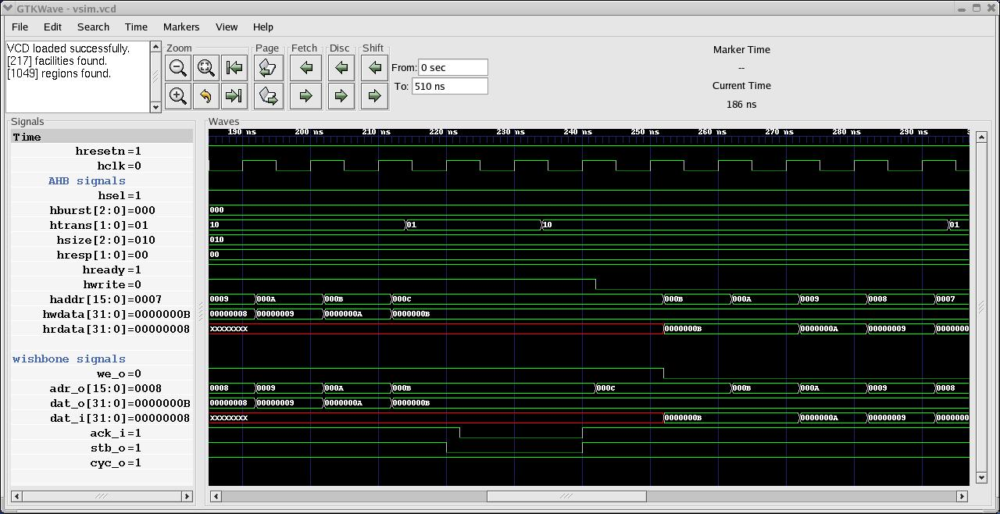 GTKWave - vsim.vcd
File Edit Search Time Markers View Help
VCD loaded successfully.
[217] facilities found.
[1049] regions found.
Zoom Page Fetch Disc Shift
From: 0 sec
To: 510 ns
Marker Time
--
Current Time
186 ns
Signals
Waves
Time
190 ns 200 ns 210 ns 220 ns 230 ns 240 ns 250 ns 260 ns 270 ns 280 ns 290 ns 3
hresetn=1
hclk=0
AHB signals
hsel=1
hburst[2:0]=000 000
htrans[1:0]=01 10 01 10 01
hsize[2:0]=010 010
hresp[1:0]=00 00
hready=1
hwrite=0
haddr[15:0]=0007 0009 000A 000B 000C 000B 000A 0009 0008 0007
hwdata[31:0]=0000000B 00000008 00000009 0000000A 0000000B
hrdata[31:0]=00000008 xxxxxxxx 0000000B 0000000A 00000009 0000000
wishbone signals
we_o=0
adr_o[15:0]=0008 0008 0009 000A 000B 000C 000B 000A 0009 0008
dat_o[31:0]=0000000B 00000008 00000009 0000000A 0000000B
dat_i[31:0]=00000008 xxxxxxxx 0000000B 0000000A 00000009 0000000
ack_i=1
stb_o=1
cyc_o=1